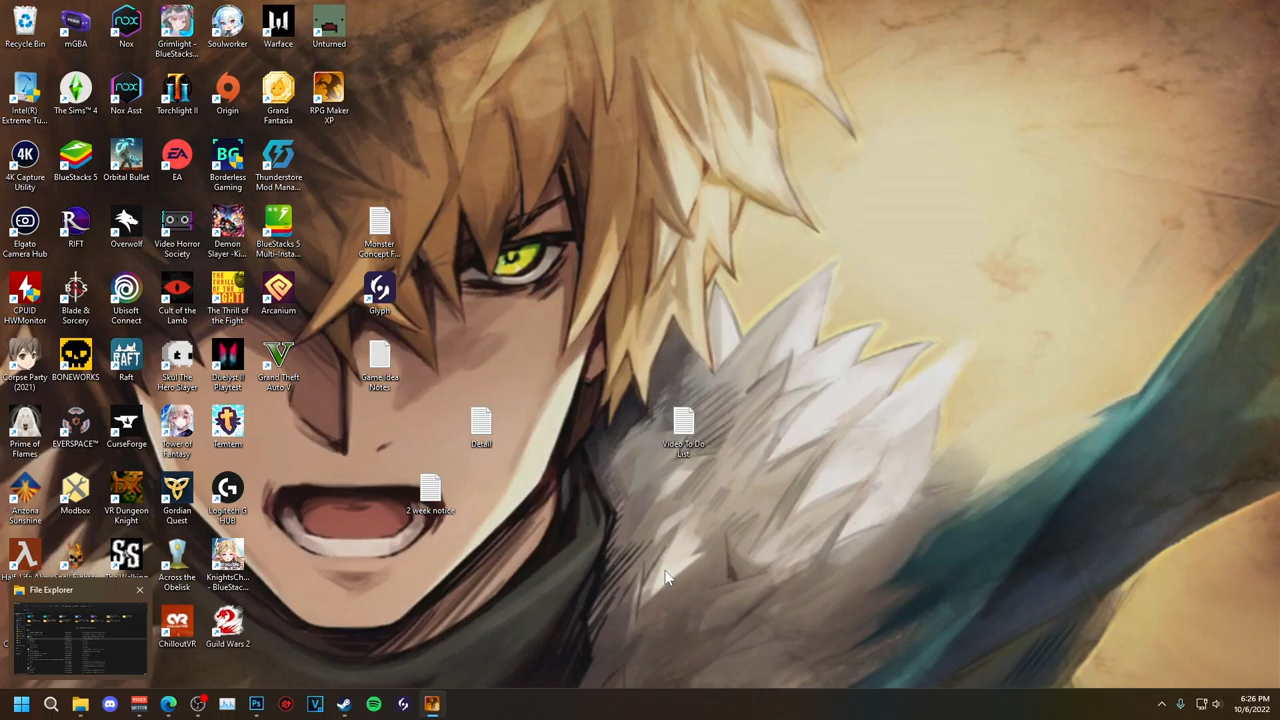 Recycle Bin
mGBA
Nox
Grimlight -
BlueStacks...
Soulworker
Warface
Unturned
Intel(R)
Extreme Tu...
The Sims™ 4
Nox Asst
Torchlight II
Origin
Grand
Fantasia
RPG Maker
XP
4K Capture
Utility
BlueStacks 5
Orbital Bullet
EA
Borderless
Gaming
Thunderstore
Mod Mana...
Elgato
Camera Hub
RIFT
Overwolf
Video Horror
Society
Demon
Slayer -Ki...
BlueStacks 5
Multi-Insta...
Monster
Concept F...
CPUID
HWMonitor
Blade &
Sorcery
Ubisoft
Connect
Cult of the
Lamb
The Thrill of
the Fight
Arcanium
Glyph
Corpse Party
(2021)
BONEWORKS
Raft
Skul The
Hero Slayer
Duelyst II
Playtest
Grand Theft
Auto V
Game Idea
Notes
Prime of
Flames
EVERSPACE™
CurseForge
Tower of
Fantasy
Temtem
Detail
Video To Do
List
Arizona
Sunshine
Modbox
VR Dungeon
Knight
Gordian
Quest
Logitech G
HUB
2 week notice
Across the
Obelisk
KnightsCh...
- BlueStac...
File Explorer
ChilloutVR
Guild Wars 2
6:26 PM
10/6/2022